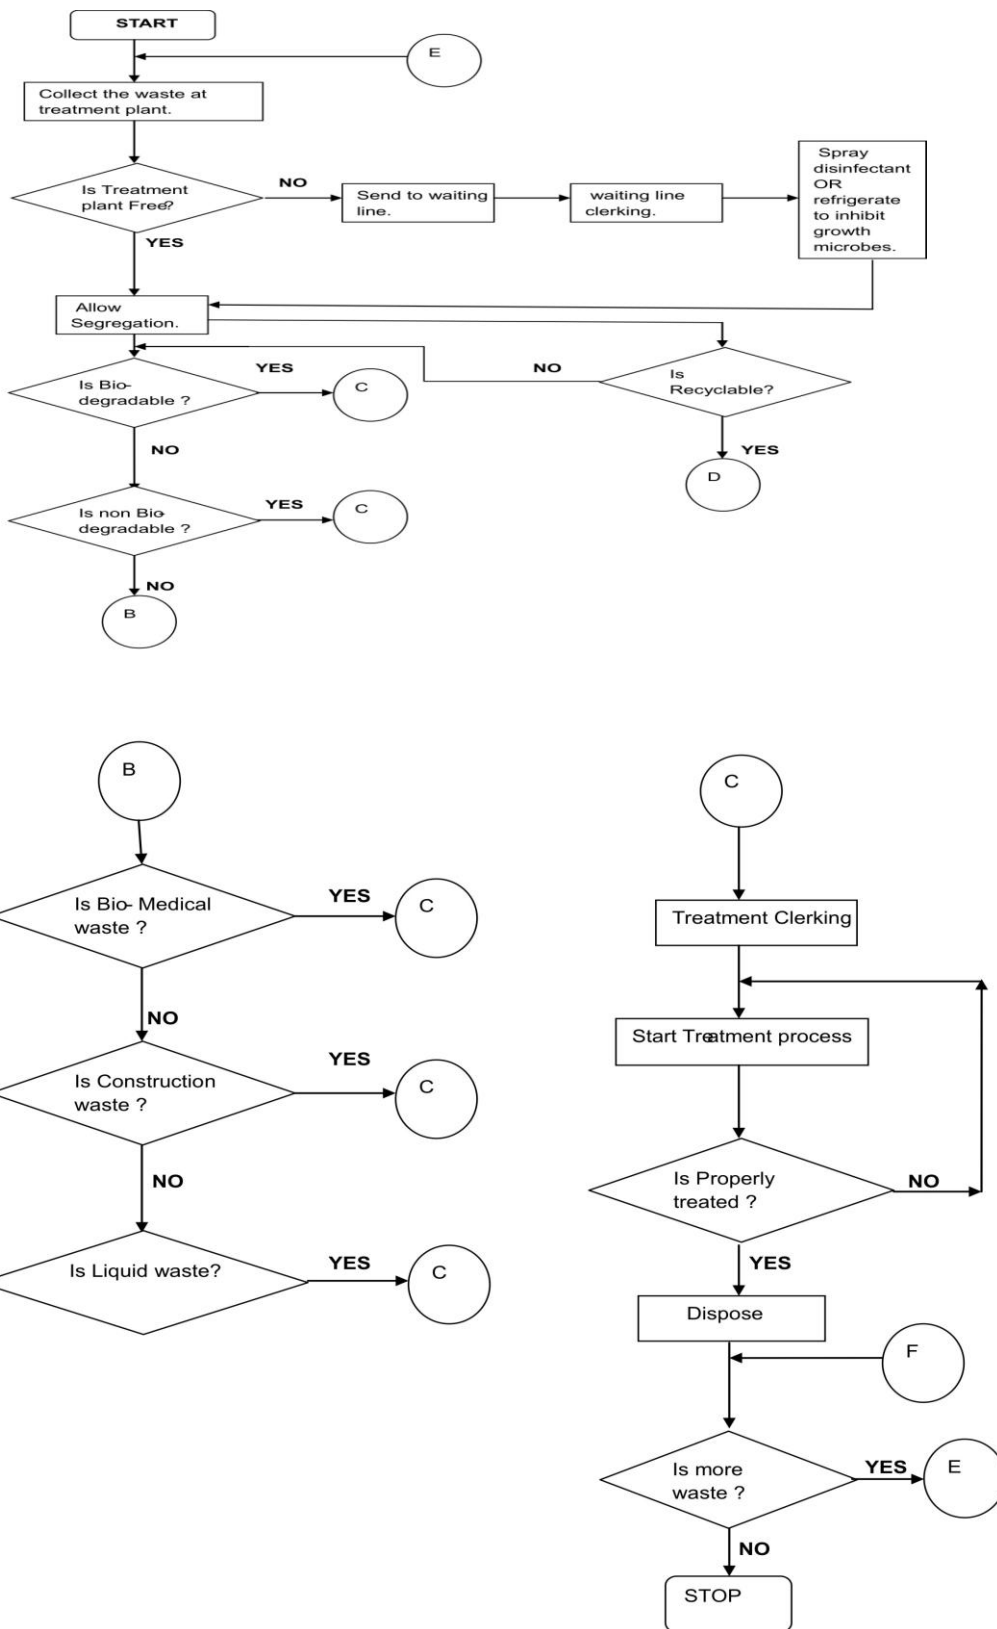 START
E
Collect the waste at
treatment plant.
Is Treatment
plant Free?
NO
Send to waiting
line.
waiting line
clerking.
Spray
disinfectant
OR
refrigerate
to inhibit
growth
microbes.
YES
Allow
Segregation.
Is Bio-
degradable ?
YES
C
NO
Is
Recyclable?
YES
D
NO
Is non Bio
degradable ?
YES
C
NO
B
B
Is Bio- Medical
waste ?
YES
C
NO
Is Construction
waste ?
YES
C
NO
Is Liquid waste?
YES
C
C
Treatment Clerking
Start Treatment process
Is Properly
treated ?
NO
YES
Dispose
F
Is more
waste ?
YES
E
NO
STOP